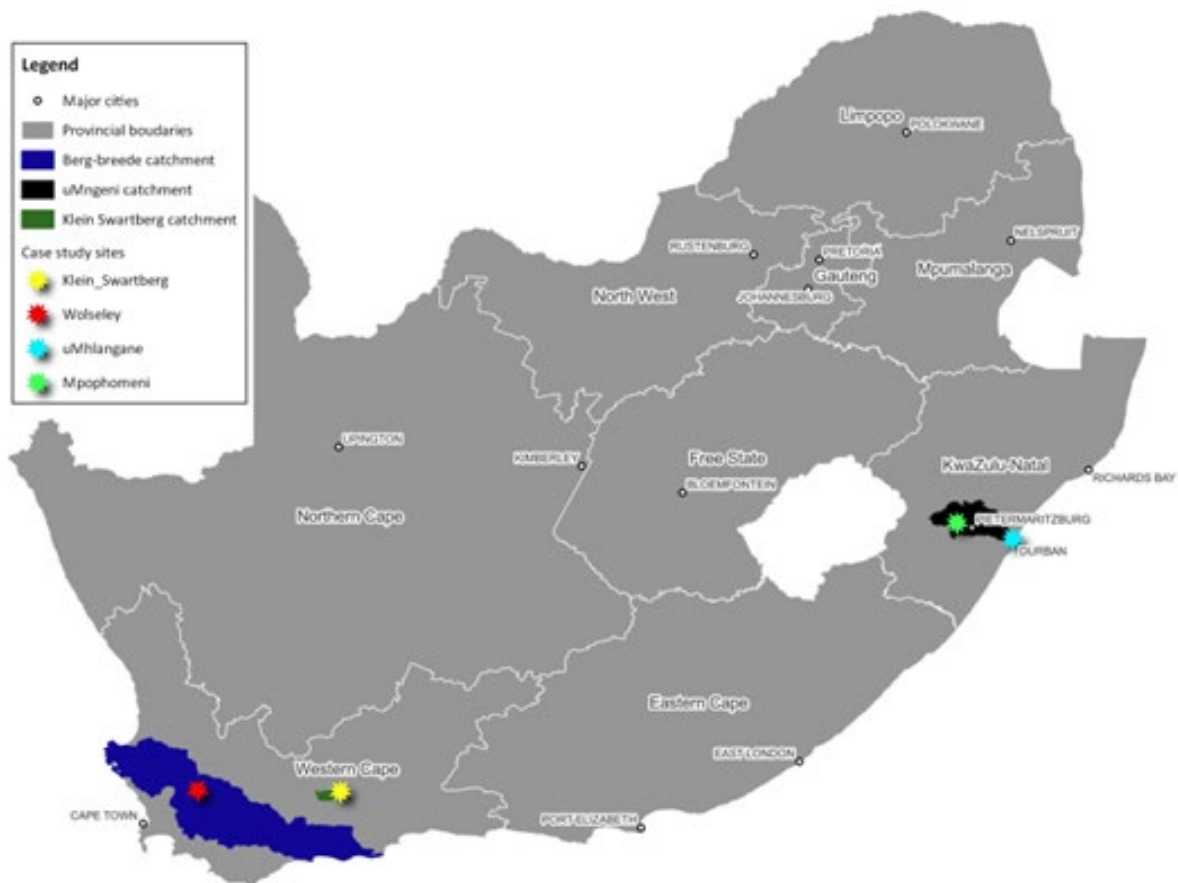 Legend
Major cities
Provincial boudaries
Berg-breede catchment
uMngeni catchment
Klein Swartberg catchment
Case study sites
Klein_Swartberg
Wolseley
uMhlangane
Mpophomeni
Limpopo
POLOKWANE
NELSPRUIT
RUSTENBURG
PRETORIA
Gauteng
Mpumalanga
JOHANNESBURG
North West
UPINGTON
KIMBERLEY
Free State
KwaZulu-Natal
BLOEMFONTEIN
RICHARDS BAY
Northern Cape
PIETERMARITZBURG
DURBAN
Eastern Cape
EAST-LONDON
Western Cape
CAPE TOWN
PORT-ELIZABETH